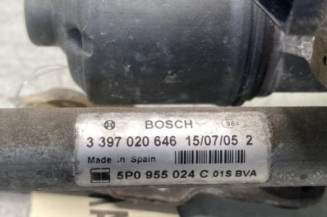 BOSCH
3 397 020 646 15/07/05 2
Made in Spain
5P0 955 024 C 01S BVA